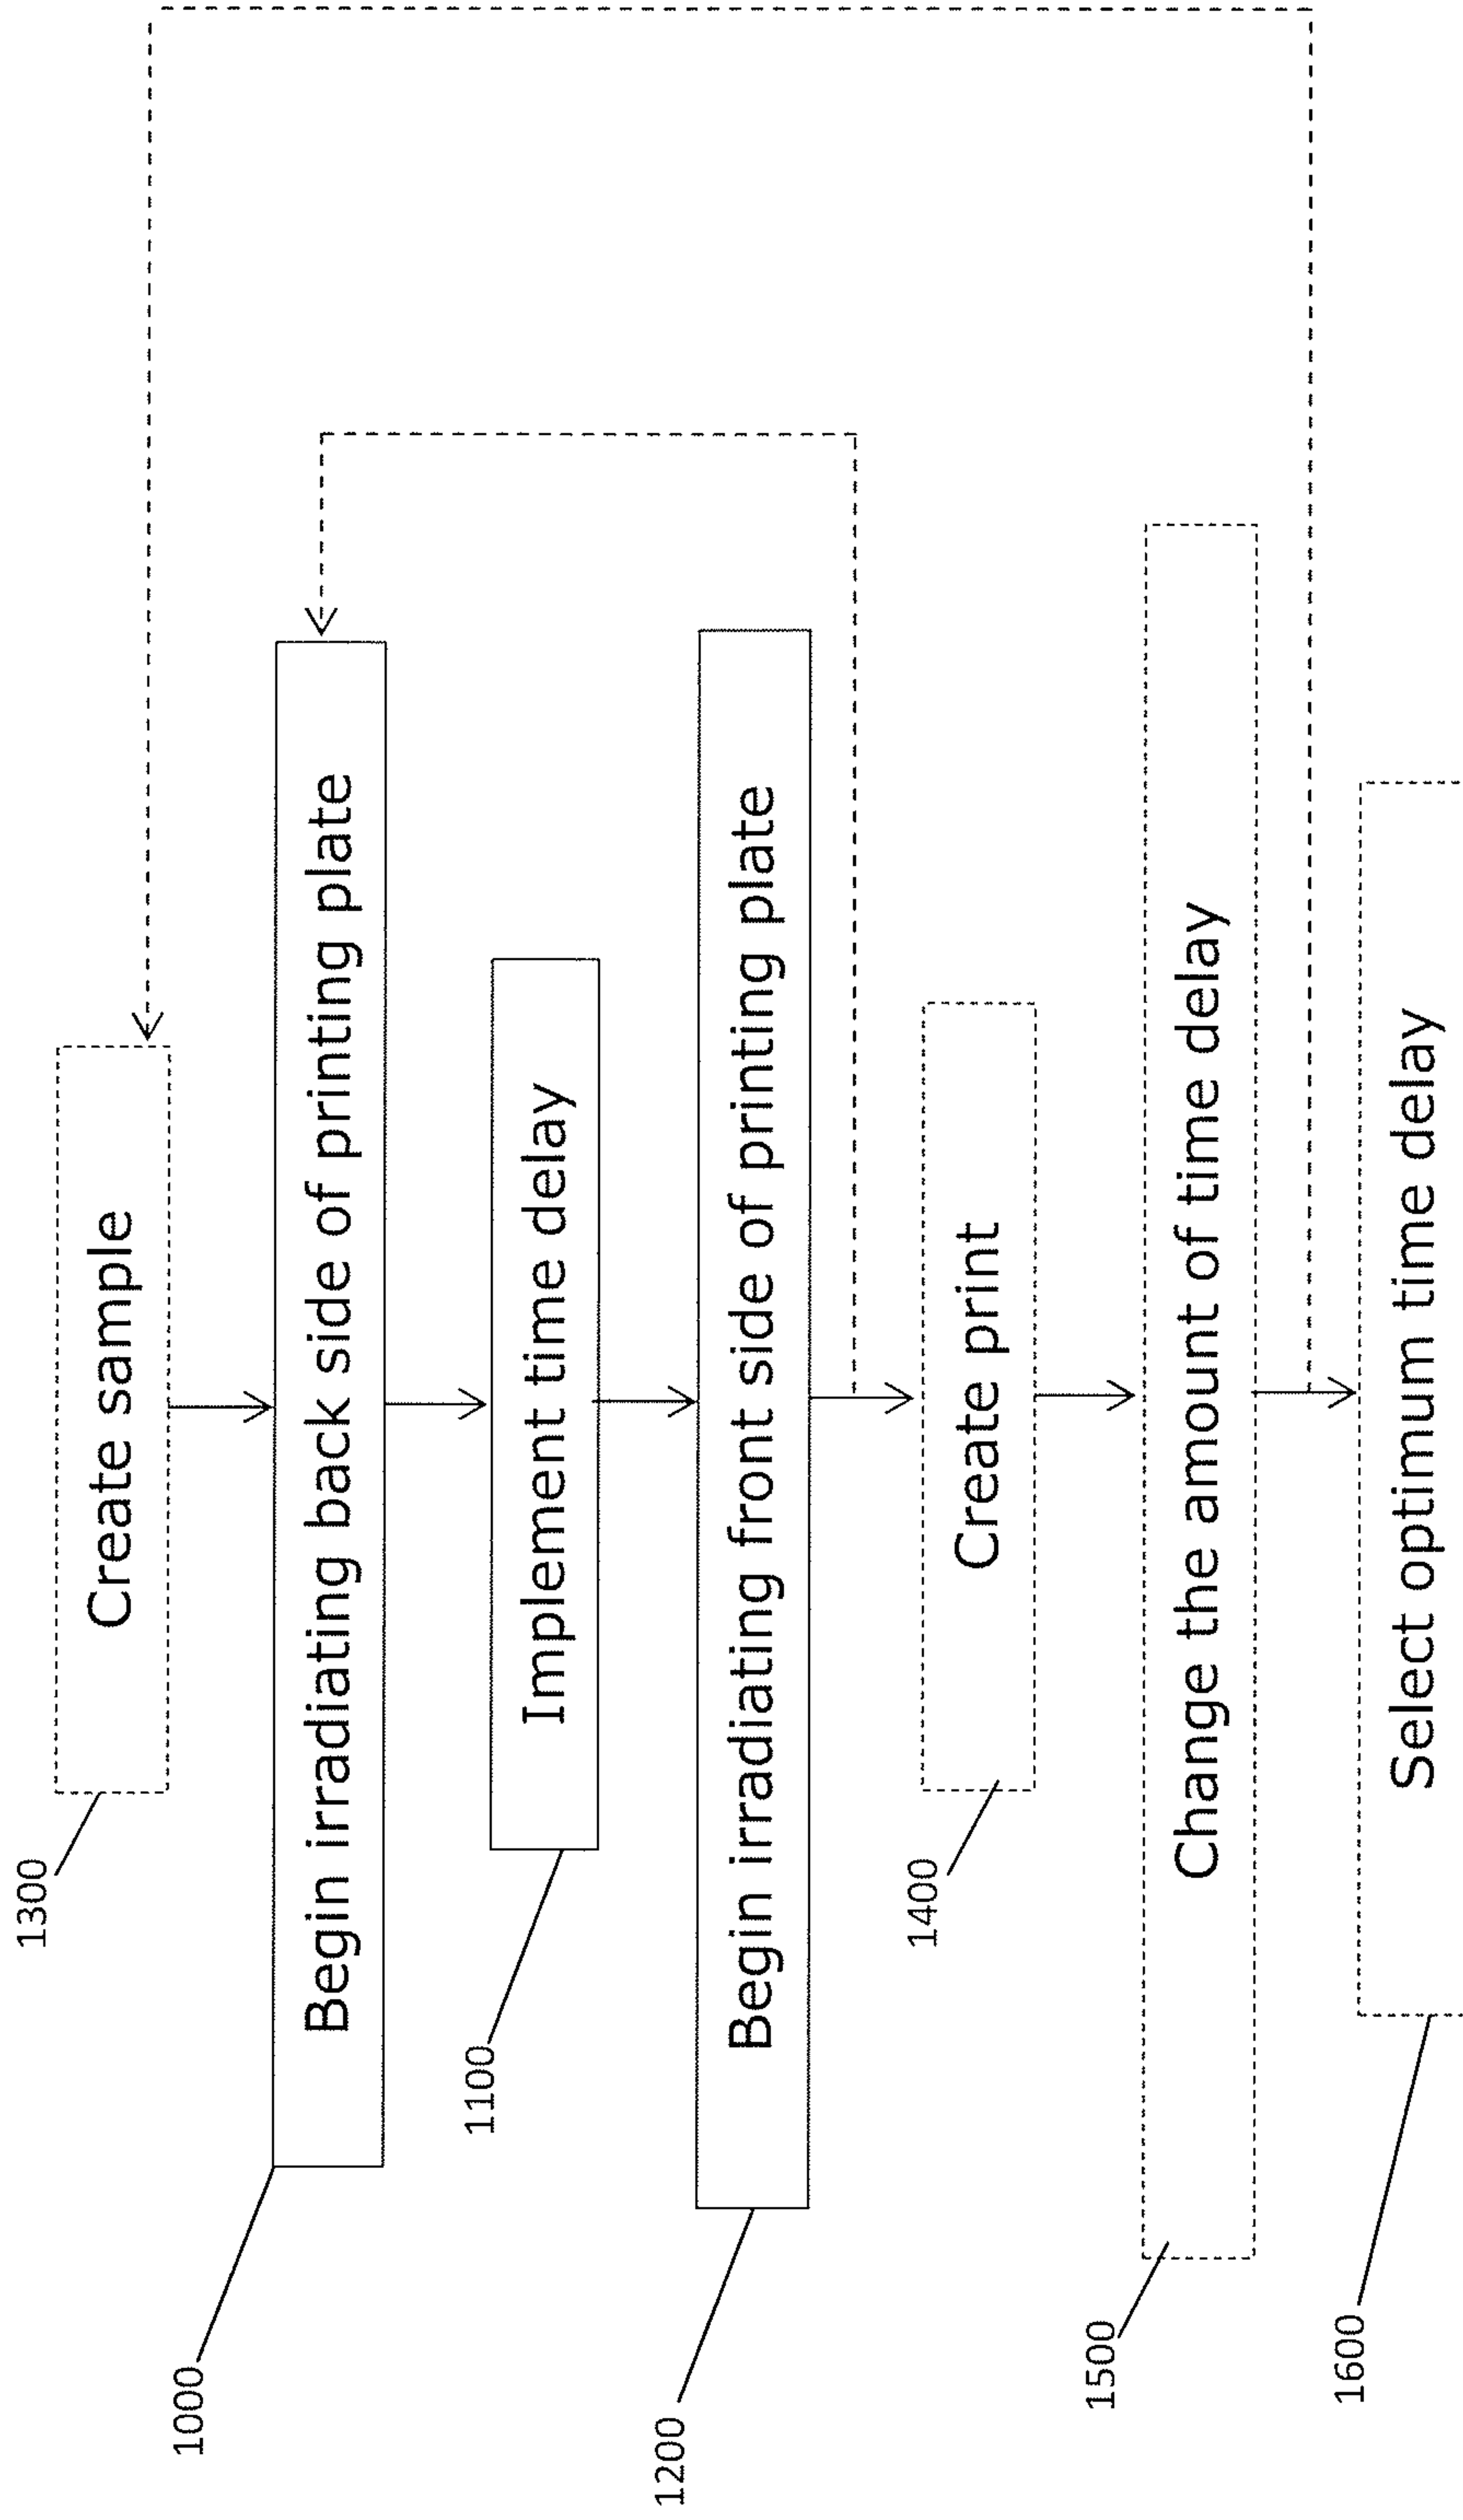 1300
Create sample
1000
Begin irradiating back side of printing plate
1100
Implement time delay
1200
Begin irradiating front side of printing plate
1400
Create print
1500
Change the amount of time delay
1600
Select optimum time delay